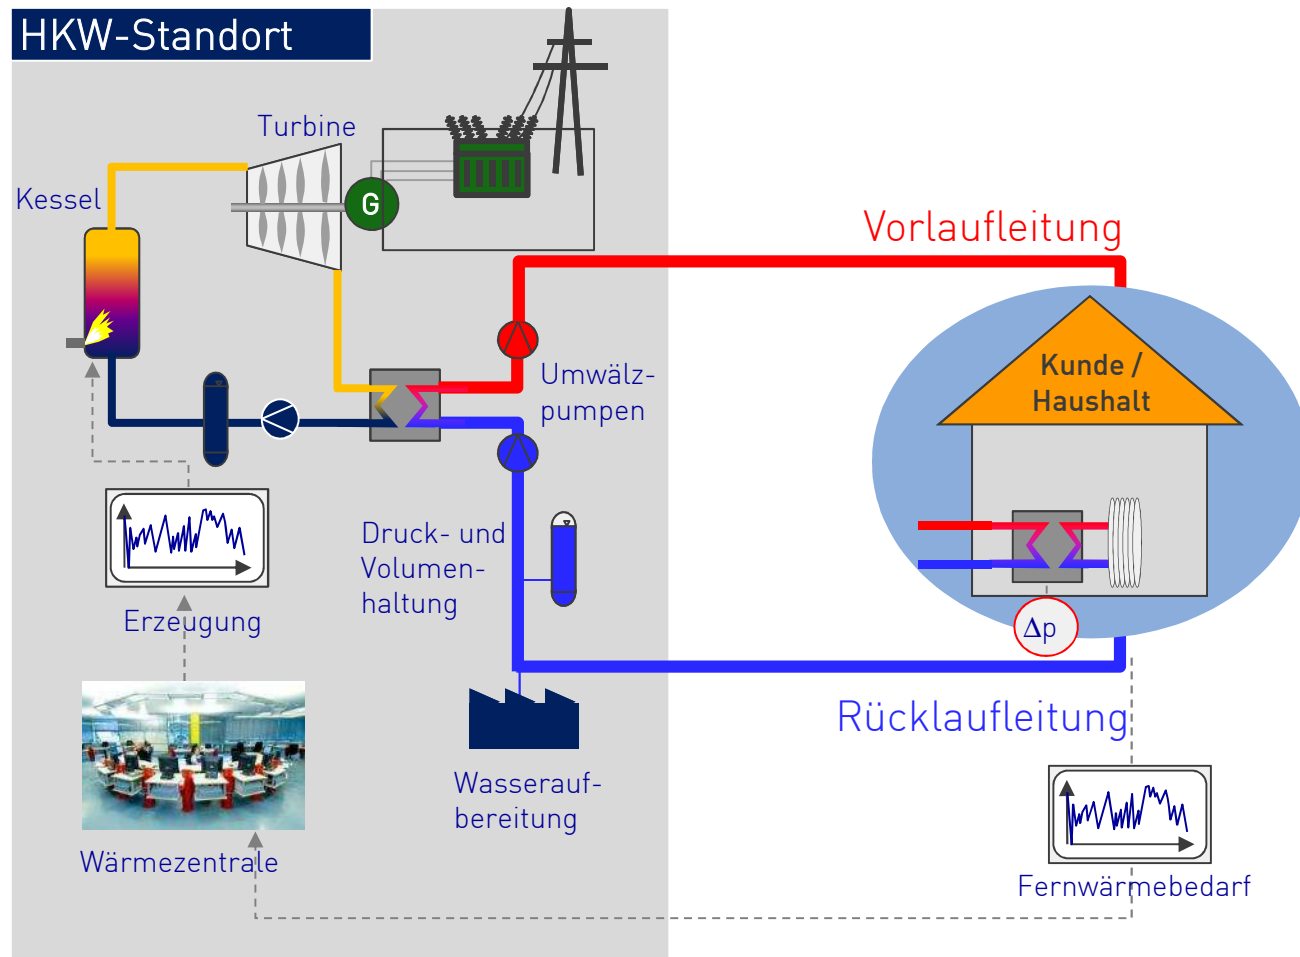 HKW-Standort
Turbine
Kessel
G
Vorlaufleitung
Umwälz-
pumpen
Kunde /
Haushalt
Druck- und
Volumen-
haltung
Erzeugung
Δp
Rücklaufleitung
Wasserauf-
bereitung
Wärmezentrale
Fernwärmebedarf